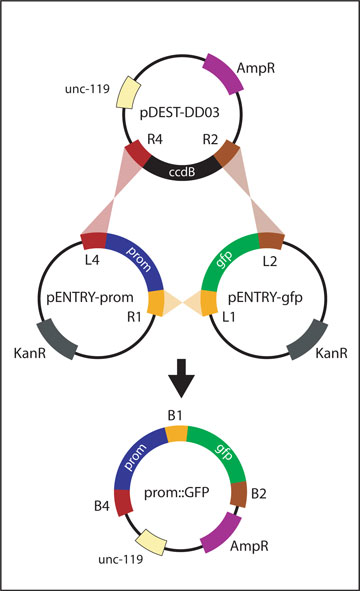 AmpR
unc-119
pDEST-DD03
R4
R2
ccdB
L4
prom
gfp
L2
pENTRY-prom
pENTRY-gfp
R1
L1
KanR
KanR
B1
prom
gfp
prom::GFP
B4
B2
unc-119
AmpR